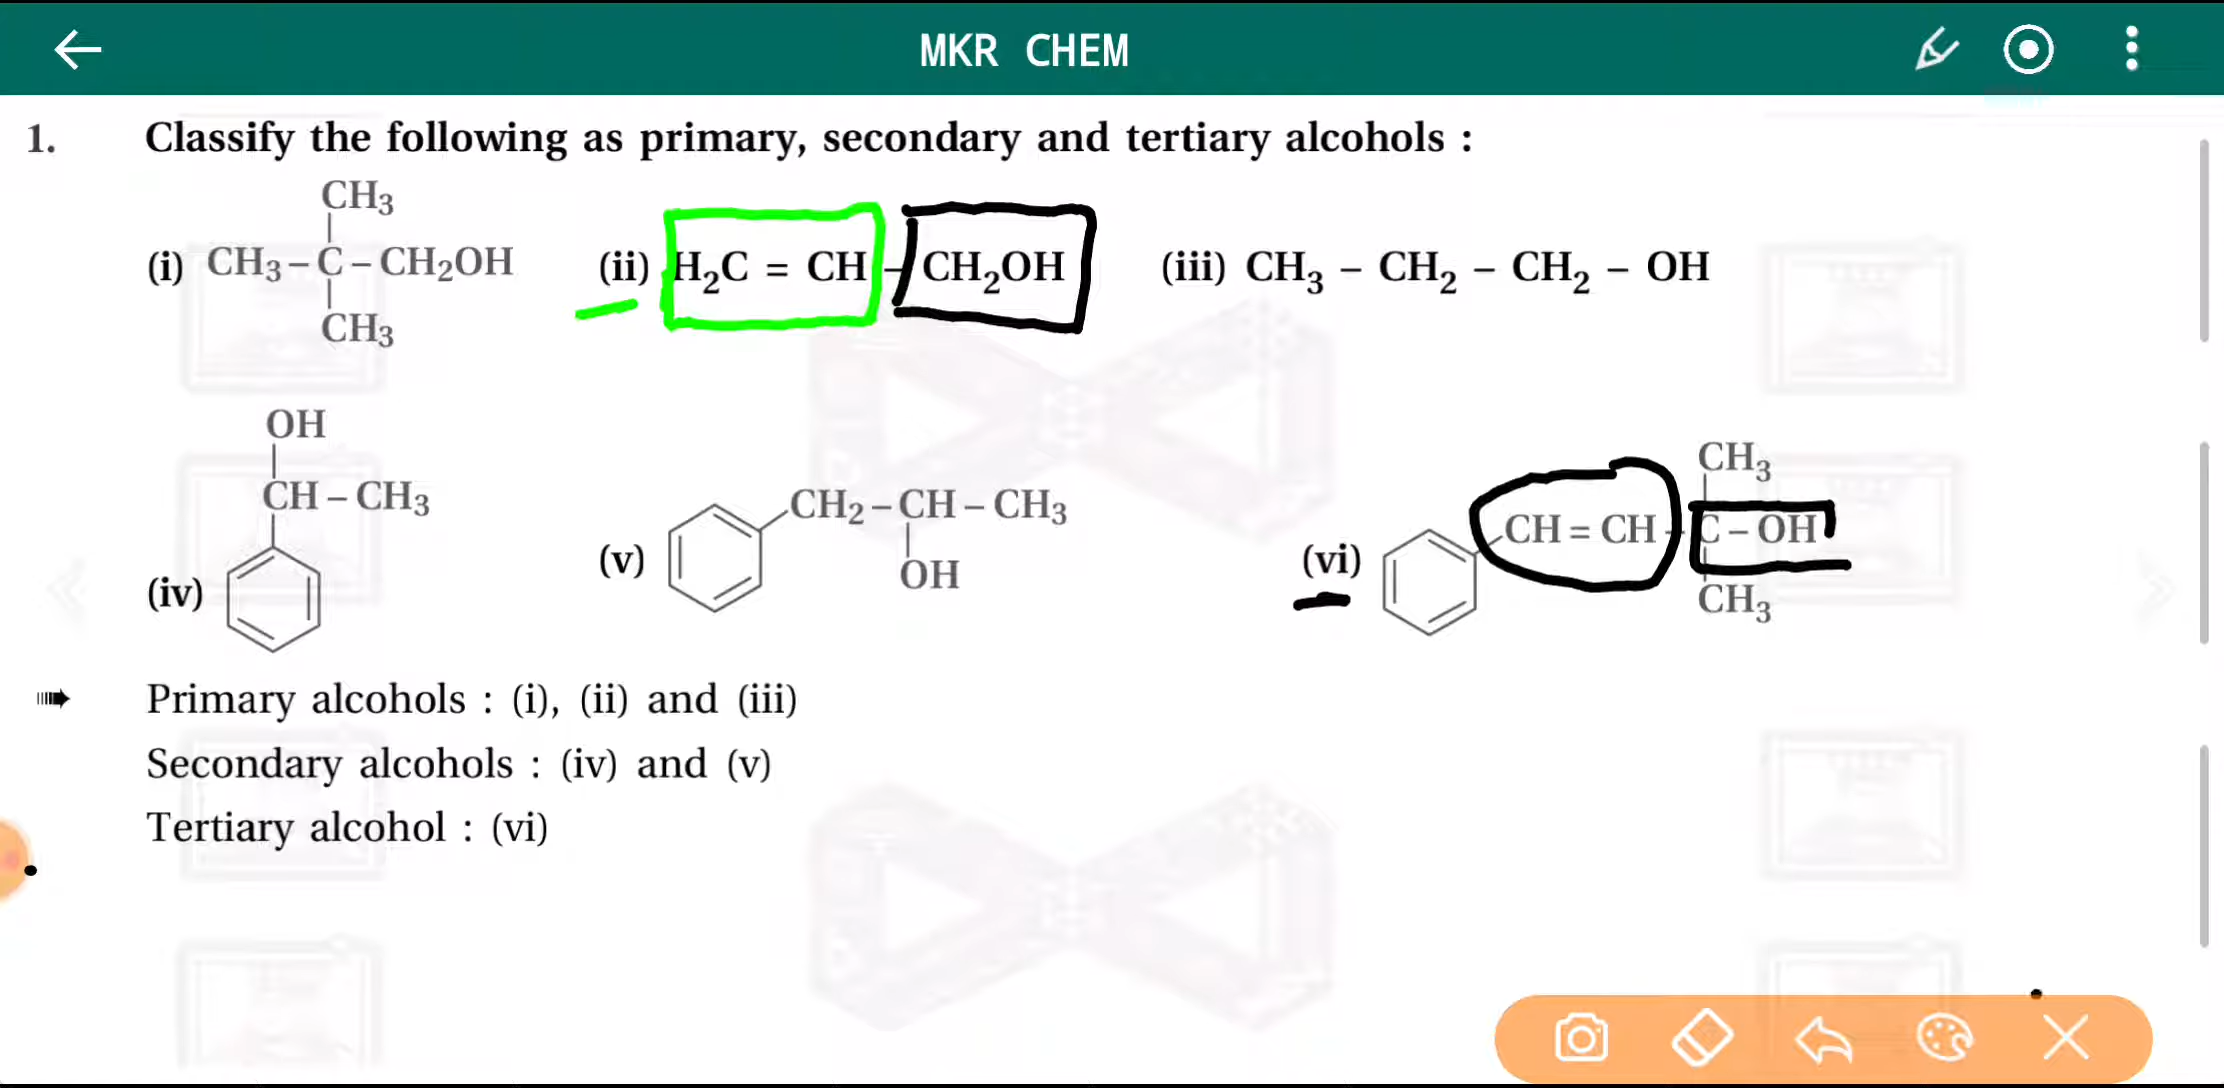 MKR CHEM
1. Classify the following as primary, secondary and tertiary alcohols :
CH3
(i) CH3 – C – CH2OH
CH3
(ii) H₂C = CH – CH₂OH
(iii) CH₃ – CH₂ – CH₂ – OH
OH
CH – CH3
(iv)
CH2 – CH – CH3
(v)
OH
CH3
CH = CH – C – OH
(vi)
CH3
➠ Primary alcohols : (i), (ii) and (iii)
Secondary alcohols : (iv) and (v)
Tertiary alcohol : (vi)